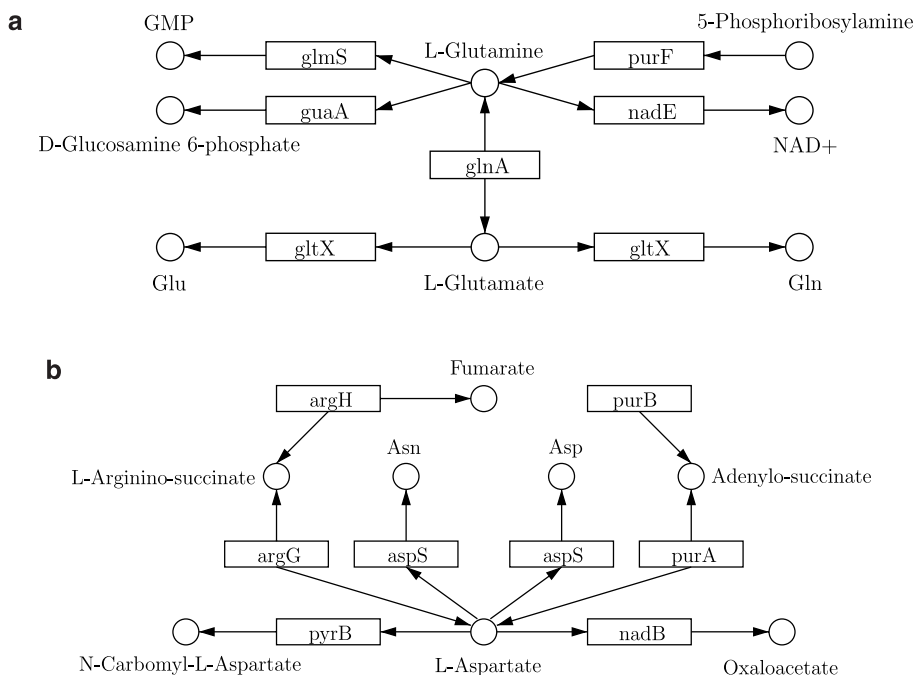 a
GMP
5-Phosphoribosylamine
L-Glutamine
glmS
purF
guaA
nadE
D-Glucosamine 6-phosphate
NAD+
glnA
gltX
gltX
Glu
L-Glutamate
Gln
b
Fumarate
argH
purB
Asn
Asp
L-Arginino-succinate
Adenylo-succinate
argG
aspS
aspS
purA
pyrB
nadB
N-Carbomyl-L-Aspartate
L-Aspartate
Oxaloacetate